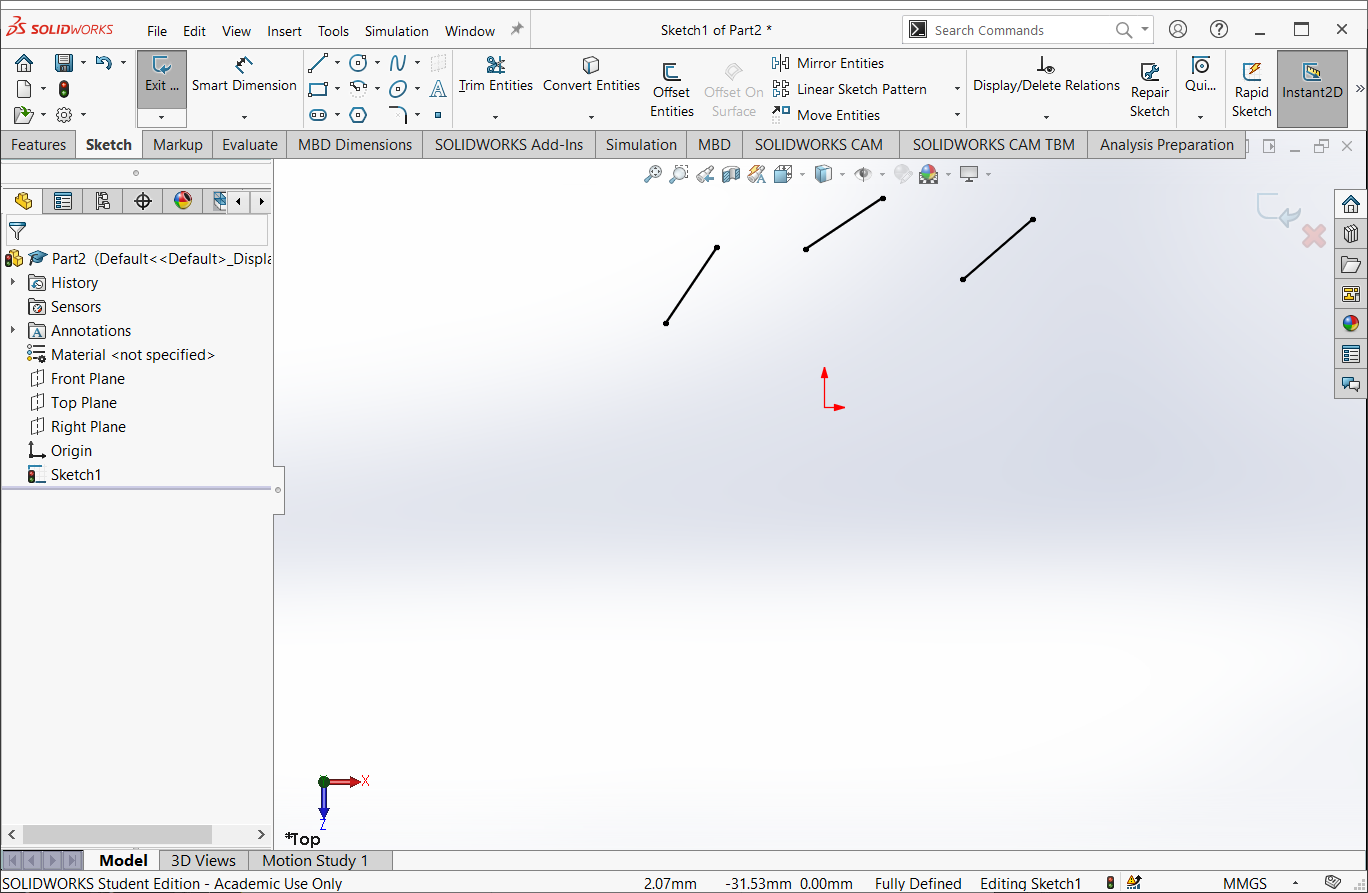 SOLIDWORKS File Edit View Insert Tools Simulation Window Sketch1 of Part2 * Search Commands
Exit ... Smart Dimension Trim Entities Convert Entities Offset Entities Offset On Surface Mirror Entities Linear Sketch Pattern Move Entities Display/Delete Relations Repair Sketch Qui... Rapid Sketch Instant2D »
Features Sketch Markup Evaluate MBD Dimensions SOLIDWORKS Add-Ins Simulation MBD SOLIDWORKS CAM SOLIDWORKS CAM TBM Analysis Preparation
Part2 (Default<<Default>_Displa
History
Sensors
Annotations
Material <not specified>
Front Plane
Top Plane
Right Plane
Origin
Sketch1
X
Z
*Top
Model 3D Views Motion Study 1
SOLIDWORKS Student Edition - Academic Use Only 2.07mm -31.53mm 0.00mm Fully Defined Editing Sketch1 MMGS